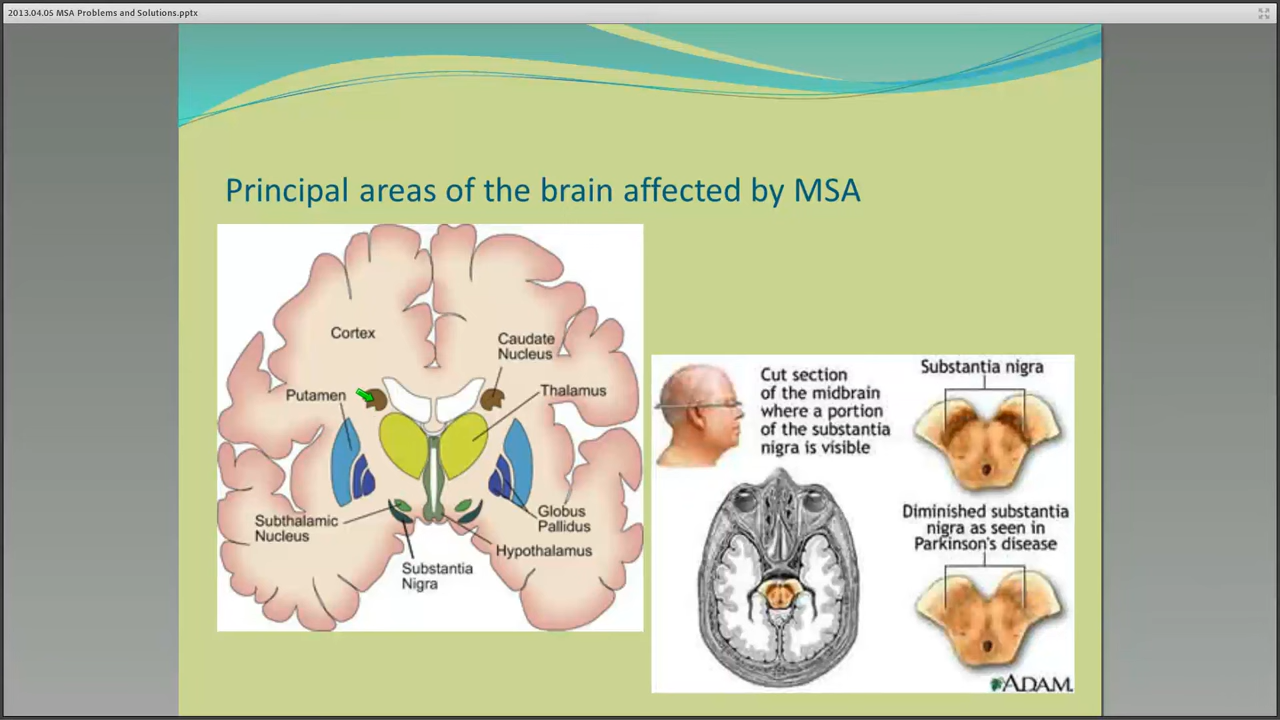 2013.04.05 MSA Problems and Solutions.pptx
Principal areas of the brain affected by MSA
Cortex
Caudate
Nucleus
Putamen
Thalamus
Subthalamic
Nucleus
Globus
Pallidus
Hypothalamus
Substantia
Nigra
Cut section
of the midbrain
where a portion
of the substantia
nigra is visible
Substantia nigra
Diminished substantia
nigra as seen in
Parkinson's disease
ADAM.